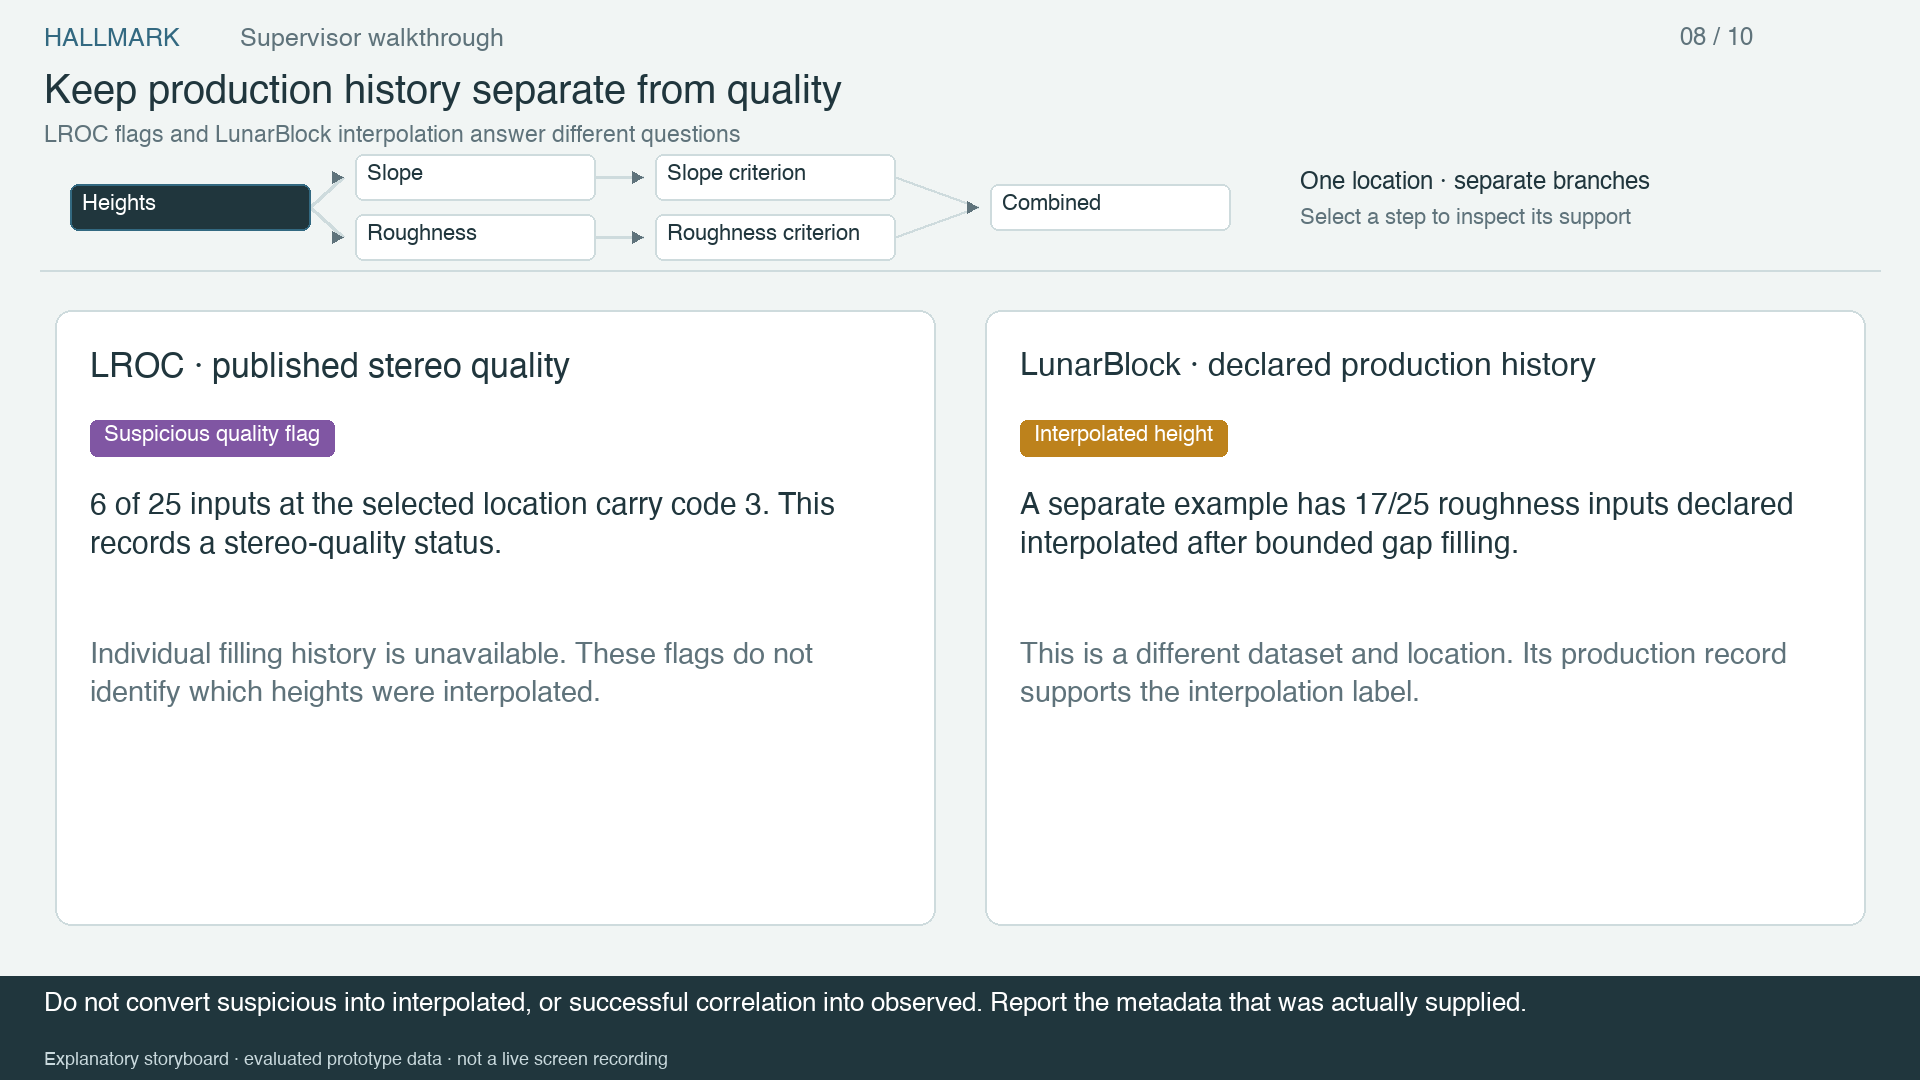 HALLMARK Supervisor walkthrough 08 / 10
Keep production history separate from quality
LROC flags and LunarBlock interpolation answer different questions
Heights
Slope
Slope criterion
Roughness
Roughness criterion
Combined
One location · separate branches
Select a step to inspect its support
LROC · published stereo quality
Suspicious quality flag
6 of 25 inputs at the selected location carry code 3. This
records a stereo-quality status.
Individual filling history is unavailable. These flags do not
identify which heights were interpolated.
LunarBlock · declared production history
Interpolated height
A separate example has 17/25 roughness inputs declared
interpolated after bounded gap filling.
This is a different dataset and location. Its production record
supports the interpolation label.
Do not convert suspicious into interpolated, or successful correlation into observed. Report the metadata that was actually supplied.
Explanatory storyboard · evaluated prototype data · not a live screen recording